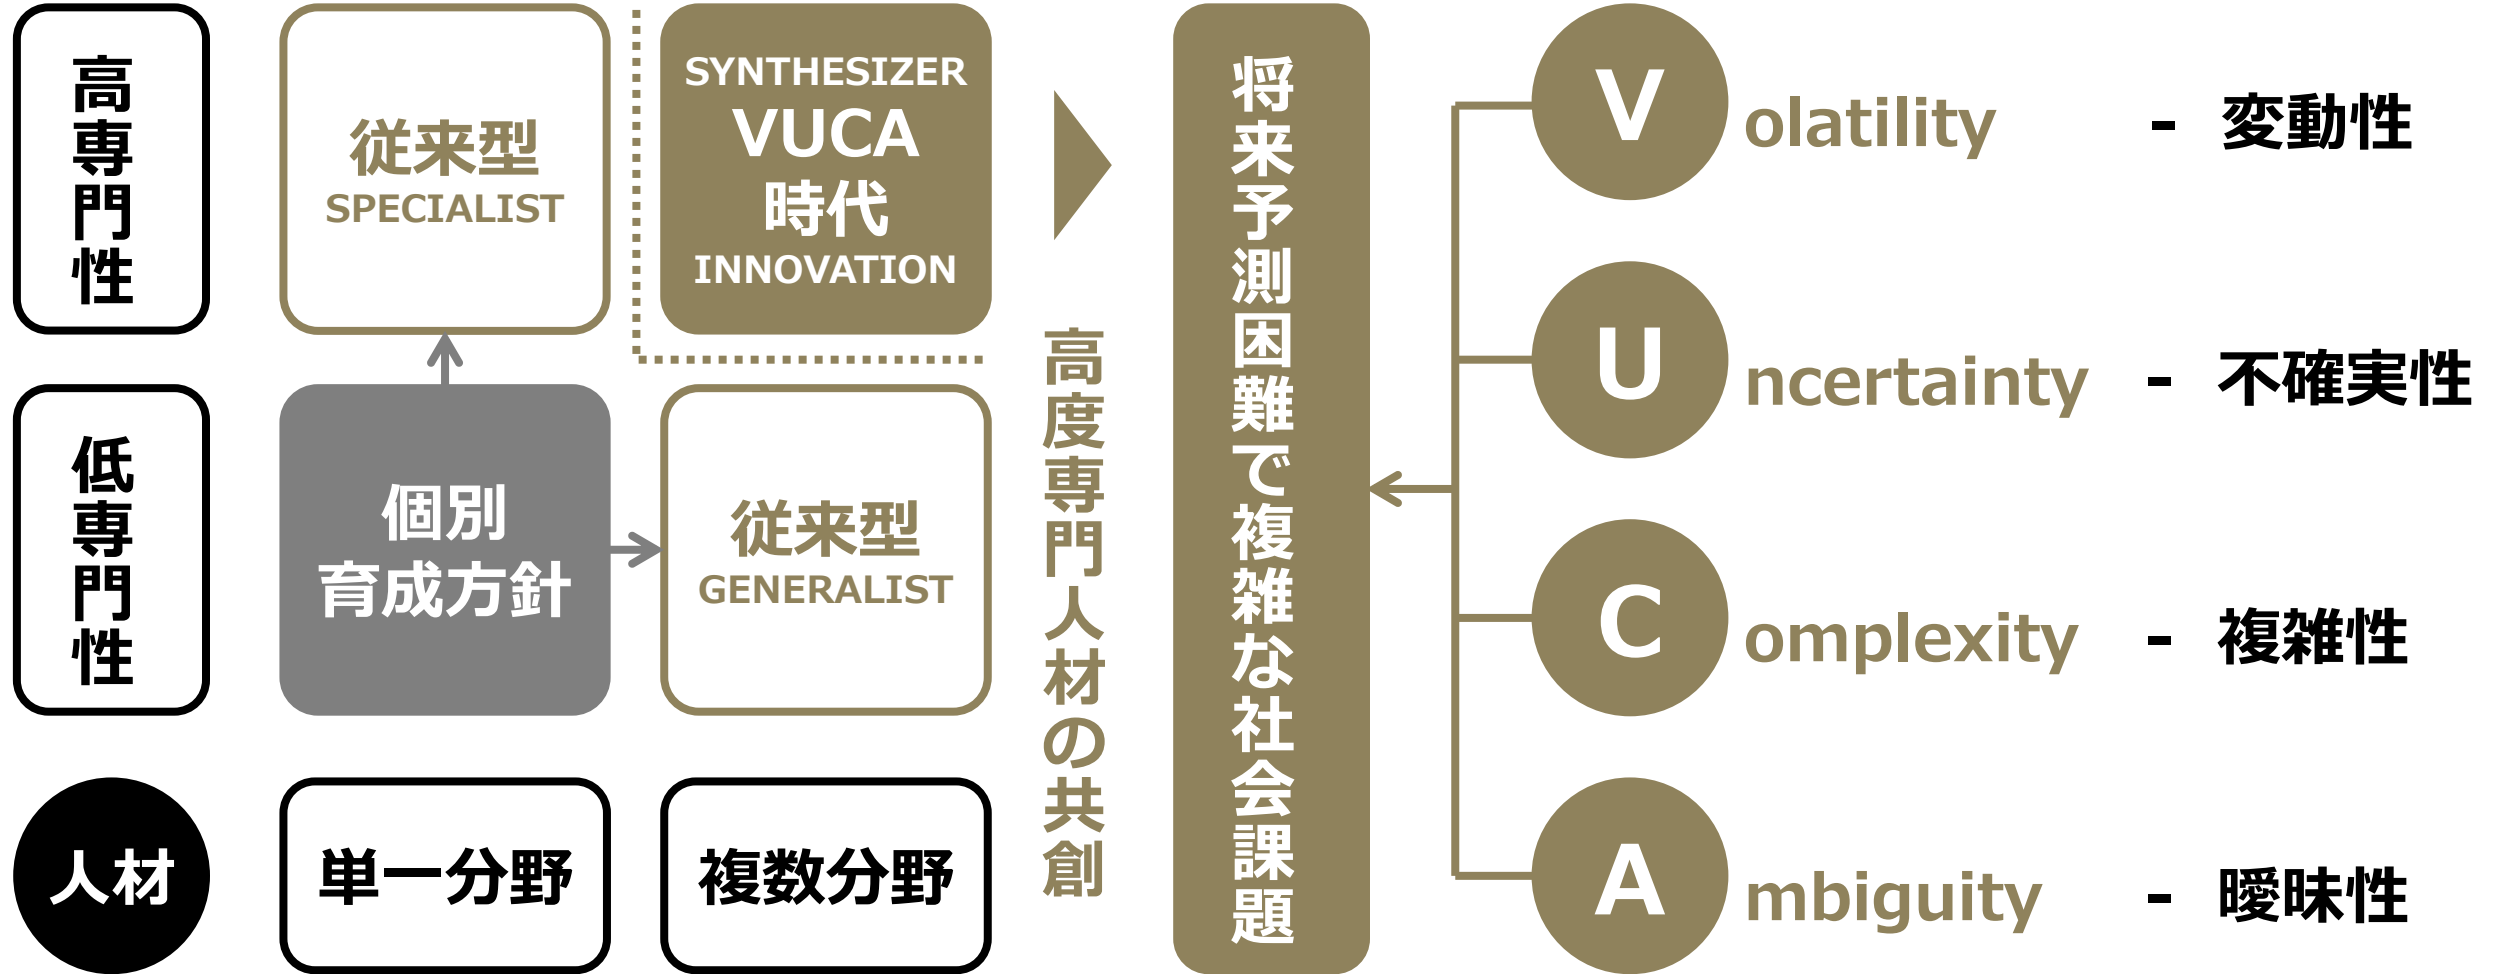 高専門性
従来型
SPECIALIST
SYNTHESIZER
VUCA
時代
INNOVATION
低専門性
個別
育成対象
従来型
GENERALIST
人材
単一分野
複数分野
高度専門人材の共創
将来予測困難で複雑な社会課題
V
olatility
-
変動性
U
ncertainty
-
不確実性
C
omplexity
-
複雑性
A
mbiguity
-
曖昧性